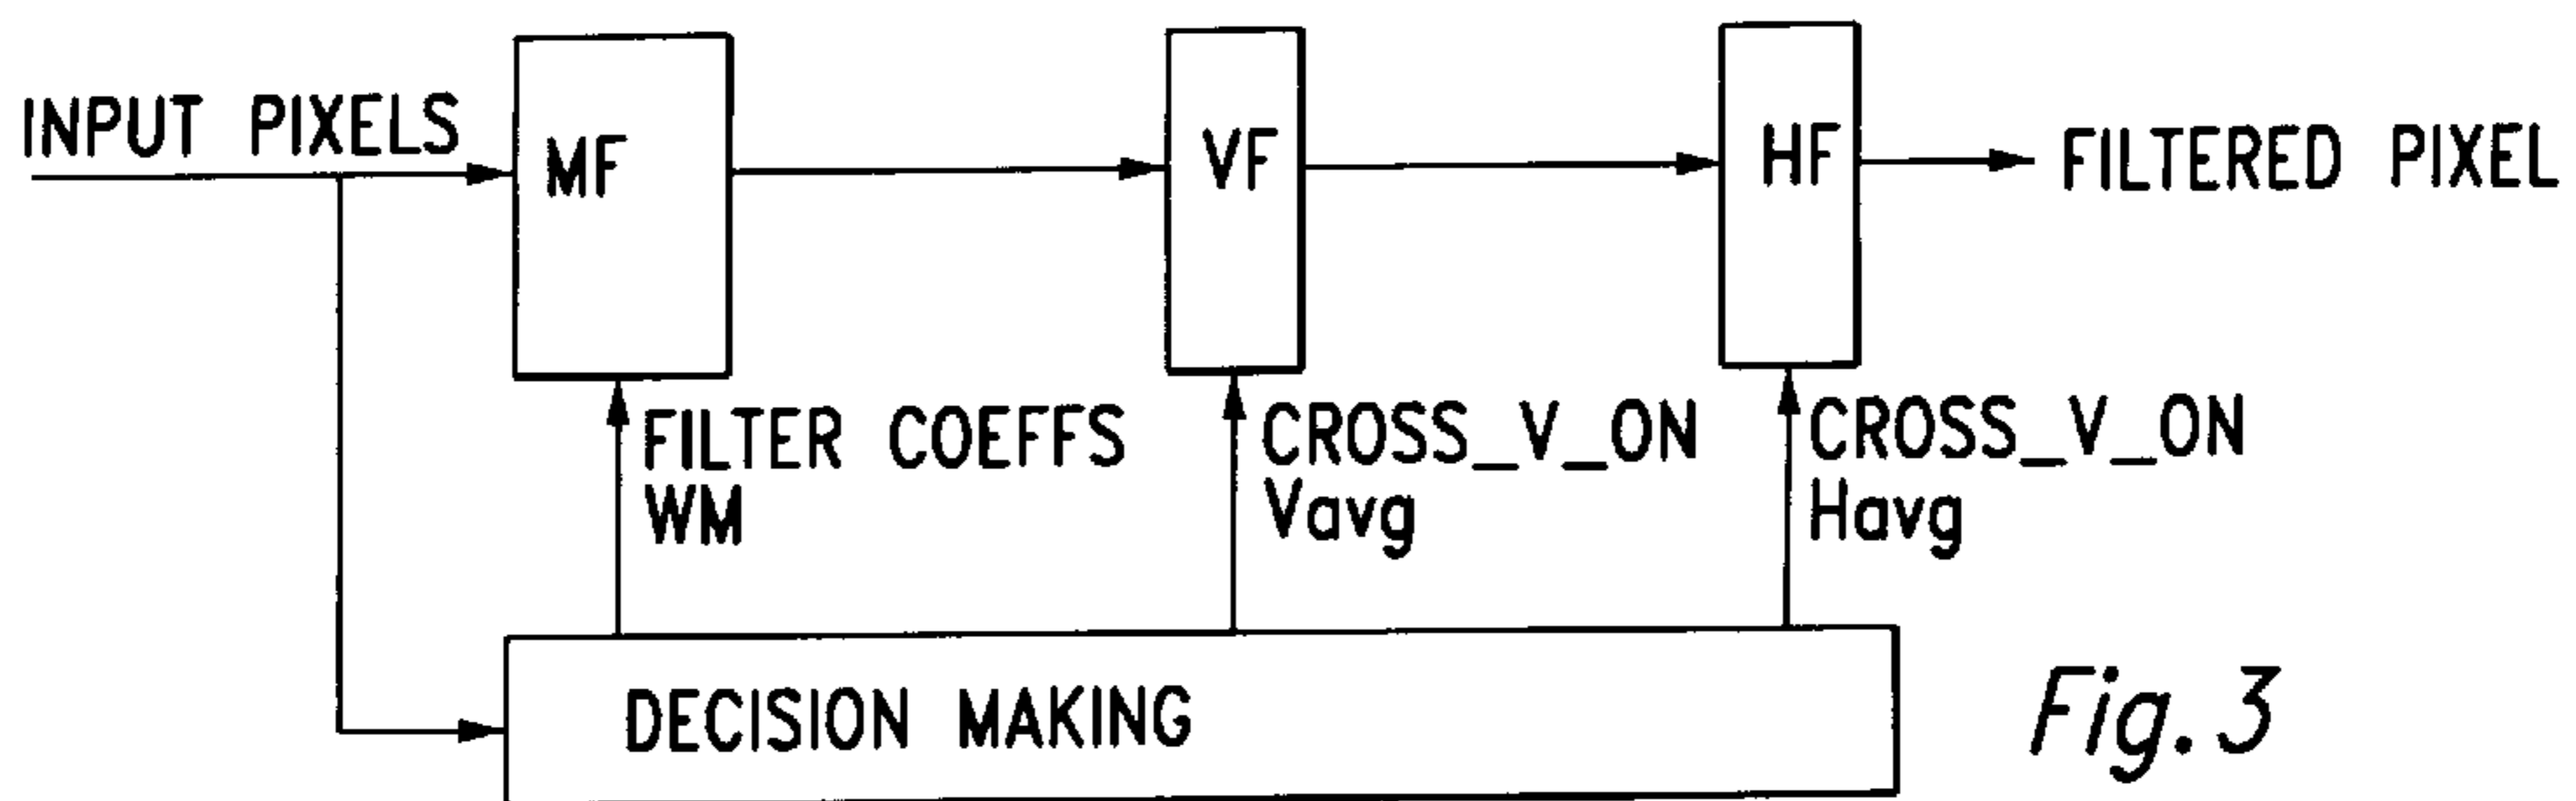 INPUT PIXELS
MF
VF
HF
FILTERED PIXEL
FILTER COEFFS
WM
CROSS_V_ON
Vavg
CROSS_V_ON
Havg
DECISION MAKING
Fig. 3